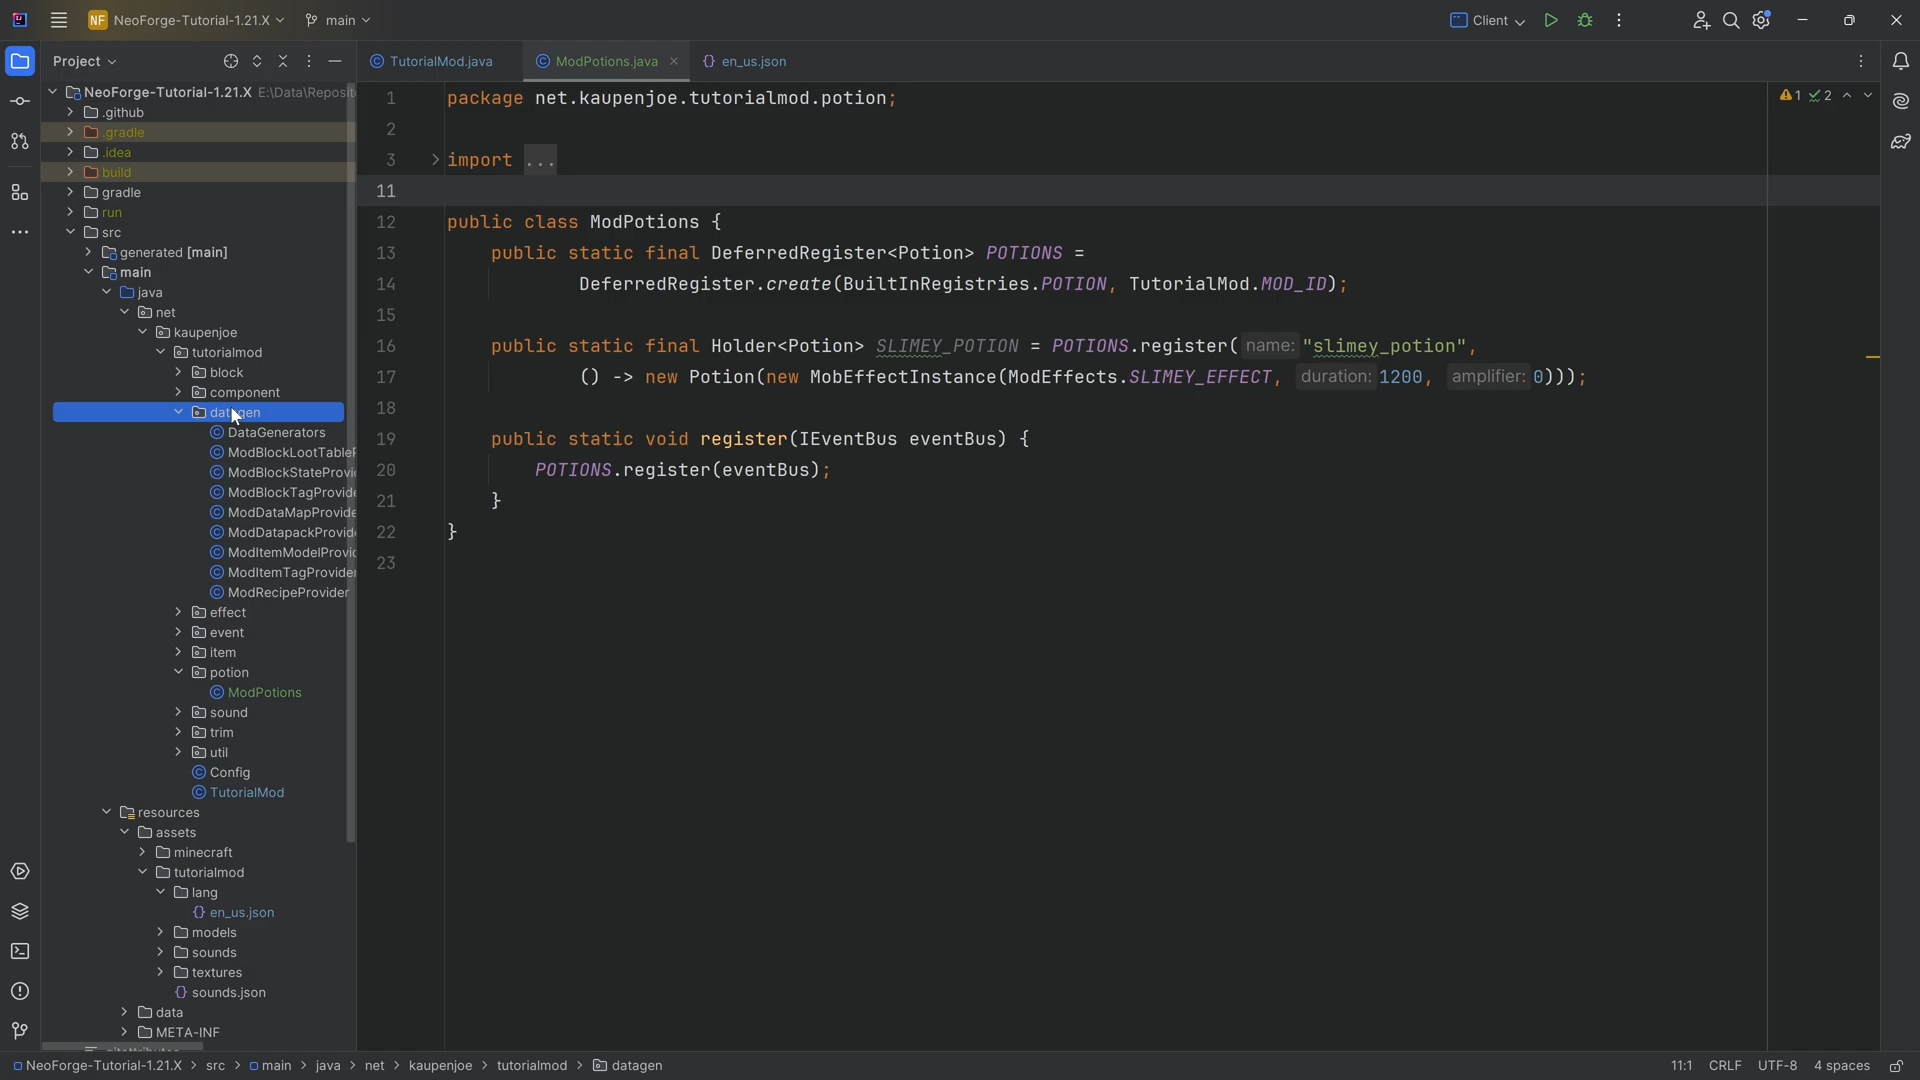 NF NeoForge-Tutorial-1.21.X main Client
Project
TutorialMod.java ModPotions.java {} en_us.json
NeoForge-Tutorial-1.21.X E:\Data\Reposit
.github
.gradle
.idea
build
gradle
run
src
generated [main]
main
java
net
kaupenjoe
tutorialmod
block
component
datagen
DataGenerators
ModBlockLootTableP
ModBlockStateProvi
ModBlockTagProvide
ModDataMapProvide
ModDatapackProvide
ModItemModelProvic
ModItemTagProvider
ModRecipeProvider
effect
event
item
potion
ModPotions
sound
trim
util
Config
TutorialMod
resources
assets
minecraft
tutorialmod
lang
{} en_us.json
models
sounds
textures
{} sounds.json
data
META-INF
1 package net.kaupenjoe.tutorialmod.potion;
2
3 import ...
11
12 public class ModPotions {
13 public static final DeferredRegister<Potion> POTIONS =
14 DeferredRegister.create(BuiltInRegistries.POTION, TutorialMod.MOD_ID);
15
16 public static final Holder<Potion> SLIMEY_POTION = POTIONS.register( name: "slimey_potion",
17 () -> new Potion(new MobEffectInstance(ModEffects.SLIMEY_EFFECT, duration: 1200, amplifier: 0)));
18
19 public static void register(IEventBus eventBus) {
20 POTIONS.register(eventBus);
21 }
22 }
23
1 2
NeoForge-Tutorial-1.21.X > src > main > java > net > kaupenjoe > tutorialmod > datagen
11:1 CRLF UTF-8 4 spaces